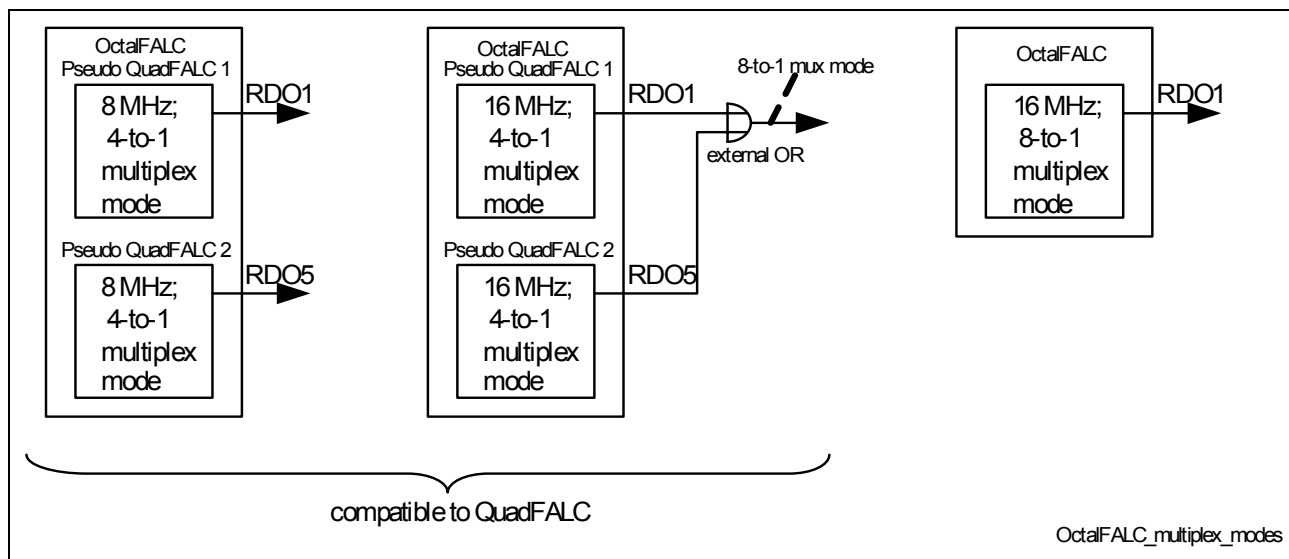 OctalFALC
Pseudo QuadFALC 1
8 MHz;
4-to-1
multiplex
mode
RDO1
Pseudo QuadFALC 2
8 MHz;
4-to-1
multiplex
mode
RDO5
OctalFALC
Pseudo QuadFALC 1
16 MHz;
4-to-1
multiplex
mode
RDO1
8-to-1 mux mode
external OR
Pseudo QuadFALC 2
16 MHz;
4-to-1
multiplex
mode
RDO5
OctalFALC
16 MHz;
8-to-1
multiplex
mode
RDO1
compatible to QuadFALC
OctalFALC_multiplex_modes